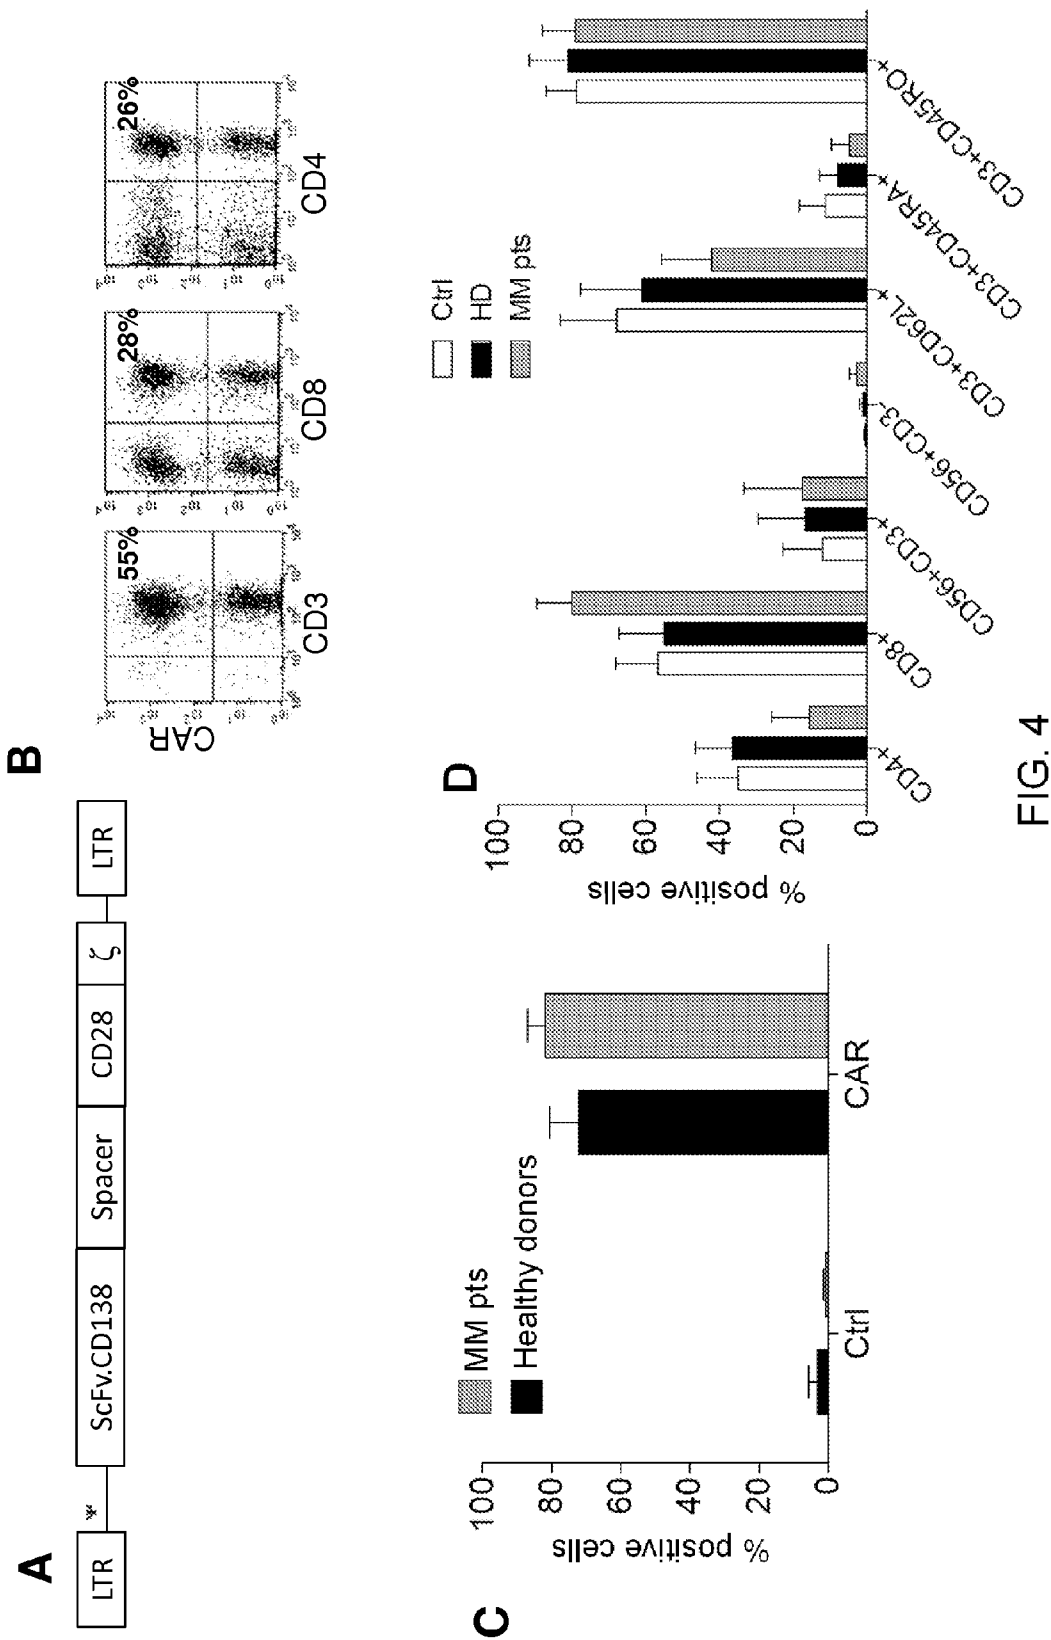 A
LTR
ψ
ScFv.CD138
Spacer
CD28
ζ
LTR
B
CAR
55%
CD3
28%
CD8
26%
CD4
C
% positive cells
100
80
60
40
20
0
MM pts
Healthy donors
Ctrl
CAR
D
% positive cells
100
80
60
40
20
0
Ctrl
HD
MM pts
CD4+
CD8+
CD56+CD3+
CD56+CD3-
CD3+CD62L+
CD3+CD45RA+
CD3+CD45RO+
FIG. 4